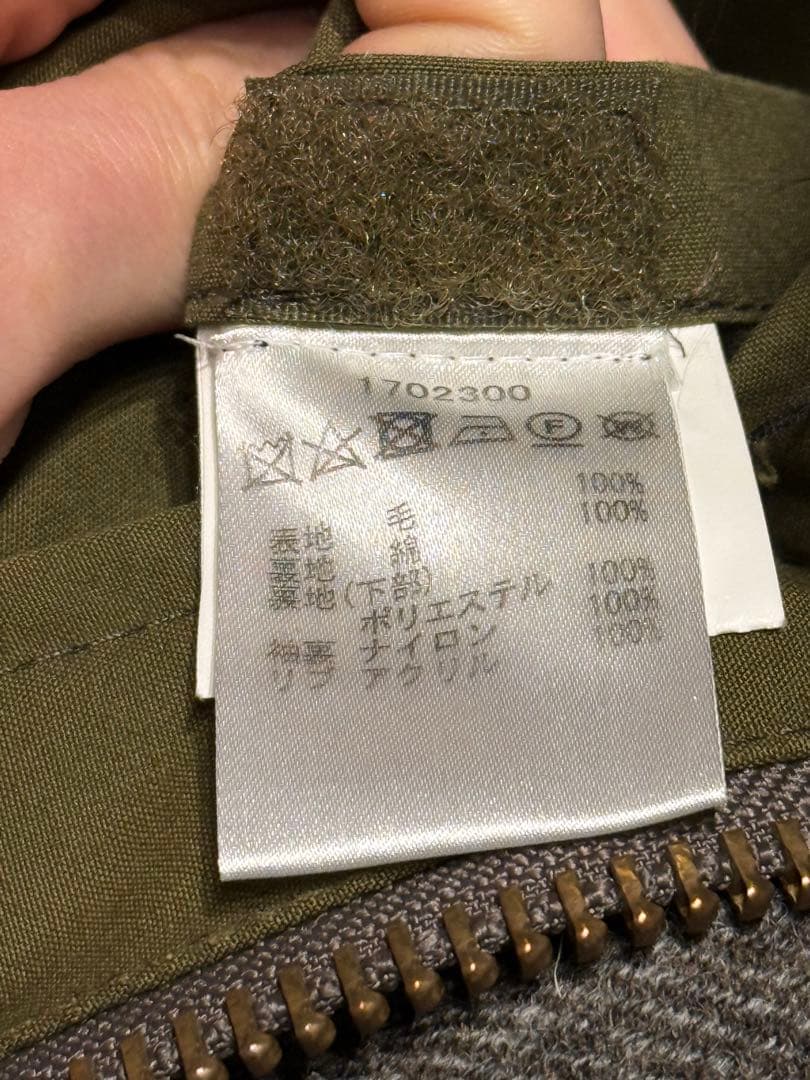 1702300
表地 毛 100%
裏地 綿 100%
裏地(下部)
ポリエステル 100%
袖裏 ナイロン 100%
リブ アクリル 100%